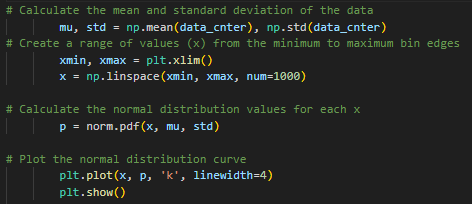 # Calculate the mean and standard deviation of the data
mu, std = np.mean(data_cnter), np.std(data_cnter)
# Create a range of values (x) from the minimum to maximum bin edges
xmin, xmax = plt.xlim()
x = np.linspace(xmin, xmax, num=1000)
# Calculate the normal distribution values for each x
p = norm.pdf(x, mu, std)
# Plot the normal distribution curve
plt.plot(x, p, 'k', linewidth=4)
plt.show()